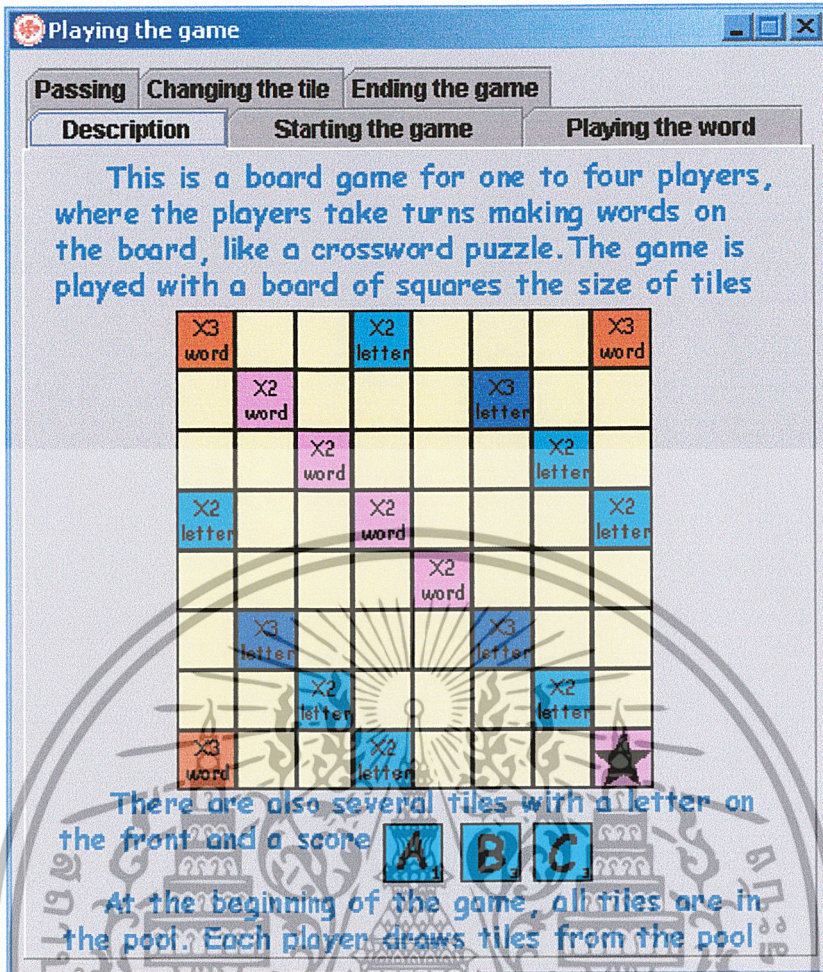 Playing the game
Passing Changing the tile Ending the game
Description Starting the game Playing the word
This is a board game for one to four players,
where the players take turns making words on
the board, like a crossword puzzle. The game is
played with a board of squares the size of tiles
X3 word X2 letter X3 word
X2 word X3 letter
X2 word X2 letter
X2 letter X2 word X2 letter
X2 word
X3 letter X3 letter
X2 letter X2 letter
X3 word X2 letter
There are also several tiles with a letter on
the front and a score A1 B3 C3
At the beginning of the game, all tiles are in
the pool. Each player draws tiles from the pool